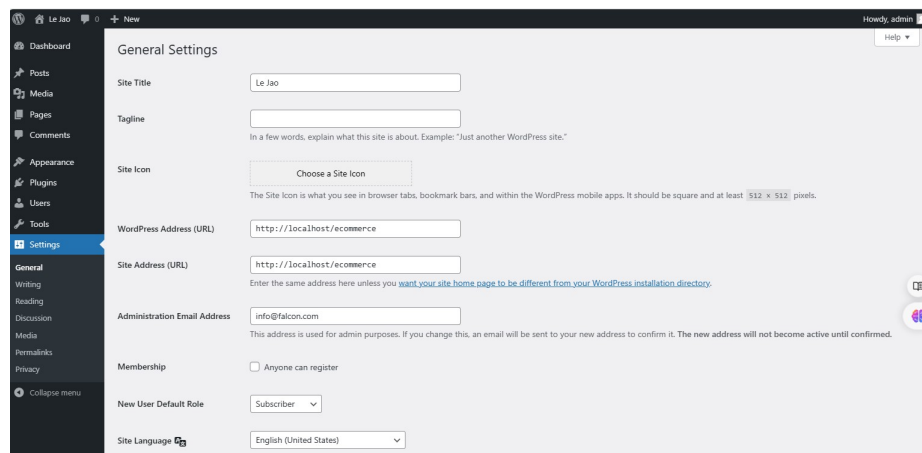 Le Jao 0 + New Howdy, admin
Help ▼
Dashboard
Posts
Media
Pages
Comments
Appearance
Plugins
Users
Tools
Settings
General
Writing
Reading
Discussion
Media
Permalinks
Privacy
Collapse menu
General Settings
Site Title Le Jao
Tagline
In a few words, explain what this site is about. Example: "Just another WordPress site."
Site Icon Choose a Site Icon
The Site Icon is what you see in browser tabs, bookmark bars, and within the WordPress mobile apps. It should be square and at least 512 × 512 pixels.
WordPress Address (URL) http://localhost/ecommerce
Site Address (URL) http://localhost/ecommerce
Enter the same address here unless you want your site home page to be different from your WordPress installation directory.
Administration Email Address info@falcon.com
This address is used for admin purposes. If you change this, an email will be sent to your new address to confirm it. The new address will not become active until confirmed.
Membership Anyone can register
New User Default Role Subscriber
Site Language English (United States)